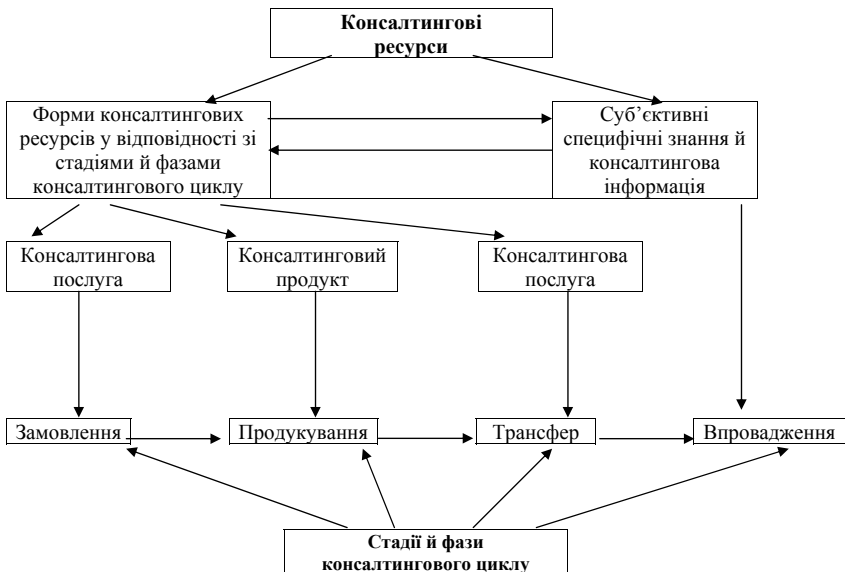 Консалтингові
ресурси
Форми консалтингових
ресурсів у відповідності зі
стадіями й фазами
консалтингового циклу
Суб’єктивні
специфічні знання й
консалтингова
інформація
Консалтингова
послуга
Консалтинговий
продукт
Консалтингова
послуга
Замовлення
Продукування
Трансфер
Впровадження
Стадії й фази
консалтингового циклу